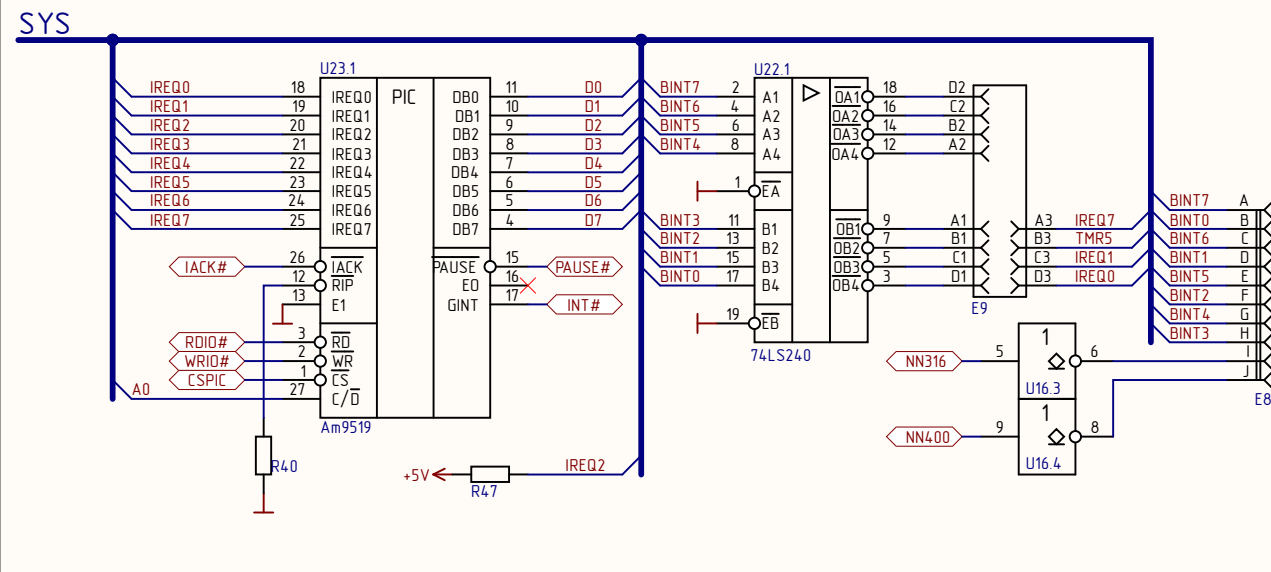 SYS
U23.1
PIC
IREQ0 18 IREQ0 DB0 11 D0
IREQ1 19 IREQ1 DB1 10 D1
IREQ2 20 IREQ2 DB2 9 D2
IREQ3 21 IREQ3 DB3 8 D3
IREQ4 22 IREQ4 DB4 7 D4
IREQ5 23 IREQ5 DB5 6 D5
IREQ6 24 IREQ6 DB6 5 D6
IREQ7 25 IREQ7 DB7 4 D7
IACK# 26 IACK PAUSE 15 PAUSE#
12 RIP EO 16
13 E1 GINT 17 INT#
RDIO# 3 RD
WRIO# 2 WR
CSPIC 1 CS
A0 27 C/D
Am9519
R40
+5V R47 IREQ2
U22.1
BINT7 2 A1 OA1 18 D2
BINT6 4 A2 OA2 16 C2
BINT5 6 A3 OA3 14 B2
BINT4 8 A4 OA4 12 A2
1 EA
BINT3 11 B1 OB1 9 A1 A3 IREQ7
BINT2 13 B2 OB2 7 B1 B3 TMR5
BINT1 15 B3 OB3 5 C1 C3 IREQ1
BINT0 17 B4 OB4 3 D1 D3 IREQ0
19 EB
74LS240
E9
NN316 5 1 6
U16.3
NN400 9 1 8
U16.4
BINT7 A
BINT0 B
BINT6 C
BINT1 D
BINT5 E
BINT2 F
BINT4 G
BINT3 H
I
J
E8